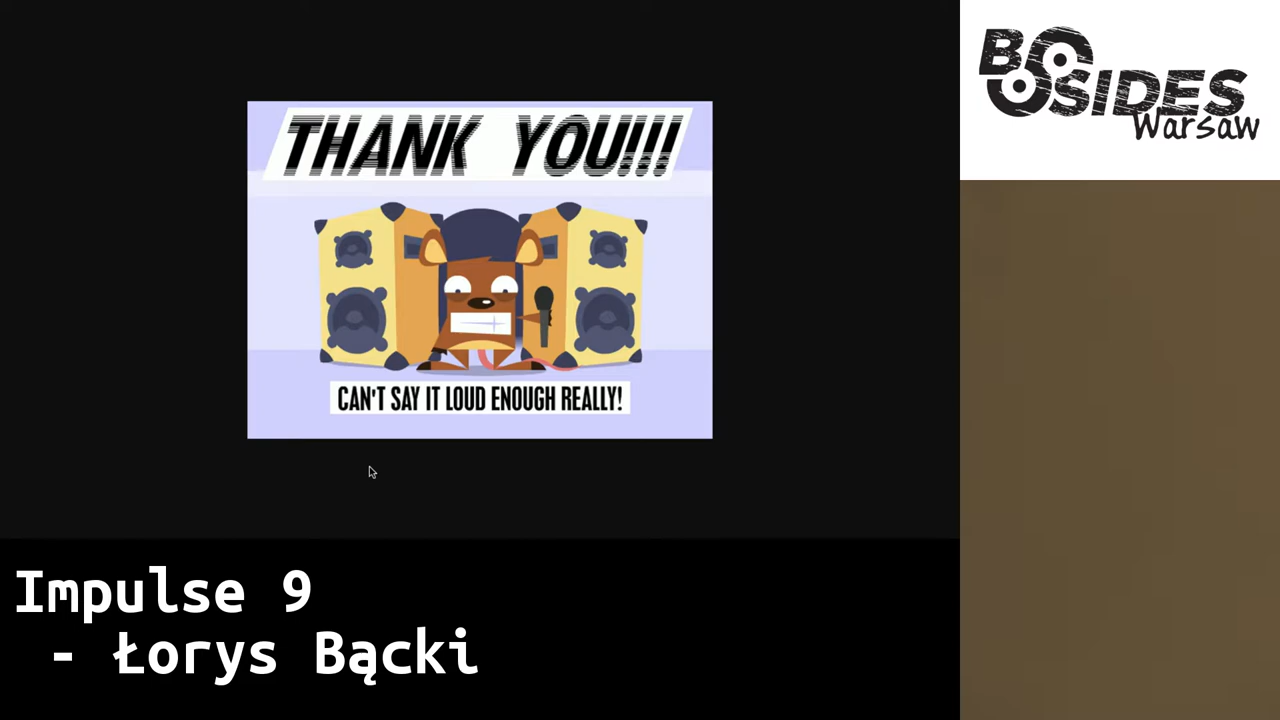 THANK YOU!!!
CAN'T SAY IT LOUD ENOUGH REALLY!
BSIDES
Warsaw
Impulse 9
- Łorys Bącki